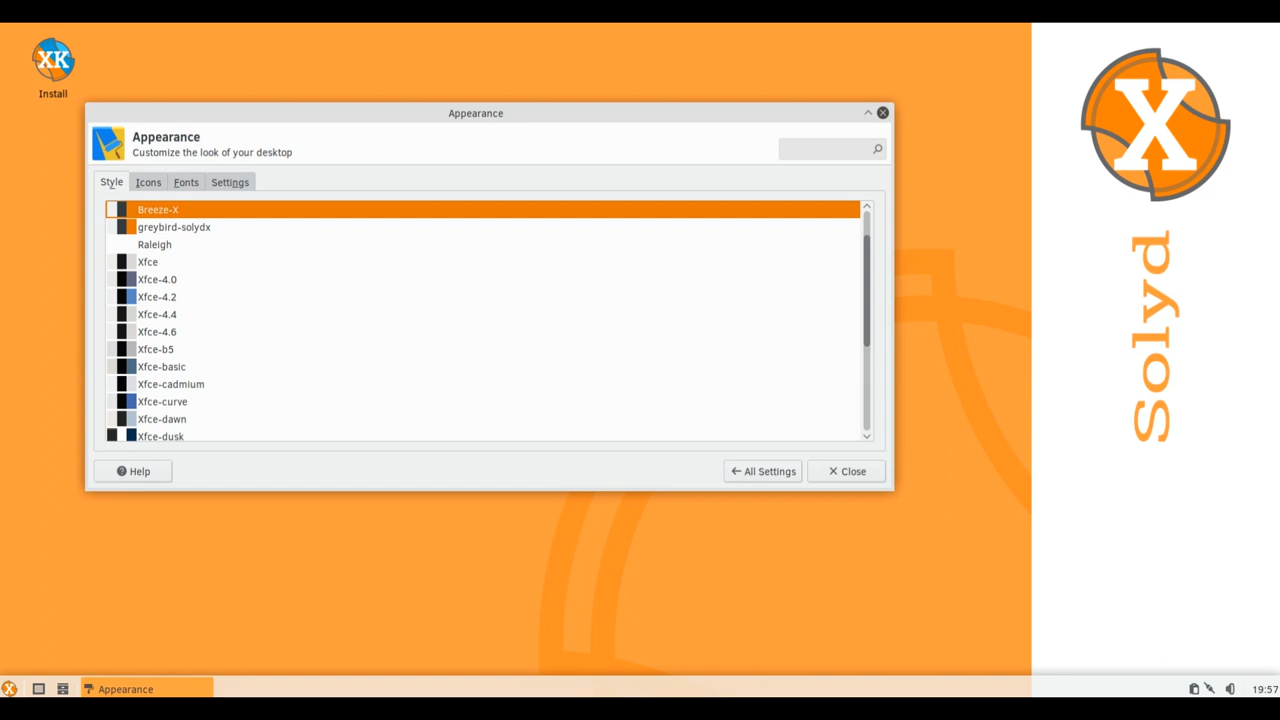 XK
Install
Appearance
Appearance
Customize the look of your desktop
Style
Icons
Fonts
Settings
Breeze-X
greybird-solydx
Raleigh
Xfce
Xfce-4.0
Xfce-4.2
Xfce-4.4
Xfce-4.6
Xfce-b5
Xfce-basic
Xfce-cadmium
Xfce-curve
Xfce-dawn
Xfce-dusk
Help
All Settings
Close
X
Solyd
X
Appearance
19:57